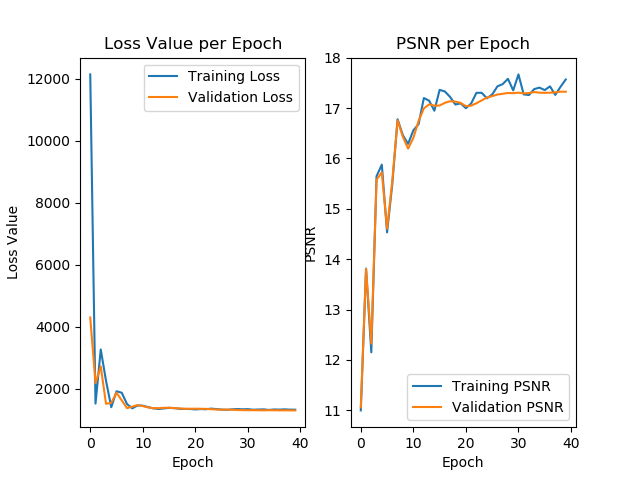 Loss Value per Epoch
Loss Value
12000
10000
8000
6000
4000
2000
0
10
20
30
40
Epoch
Training Loss
Validation Loss
PSNR per Epoch
PSNR
18
17
16
15
14
13
12
11
0
10
20
30
40
Epoch
Training PSNR
Validation PSNR